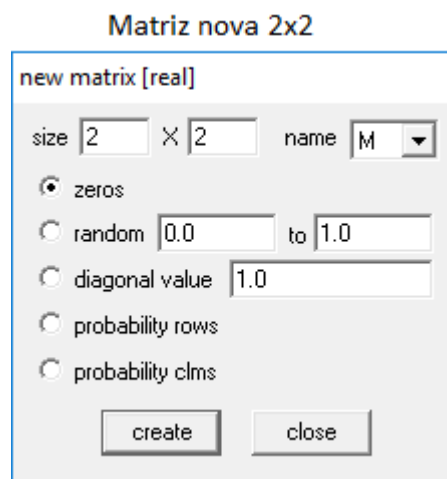 Matriz nova 2x2
new matrix [real]
size 2 X 2 name M
zeros
random 0.0 to 1.0
diagonal value 1.0
probability rows
probability clms
create close